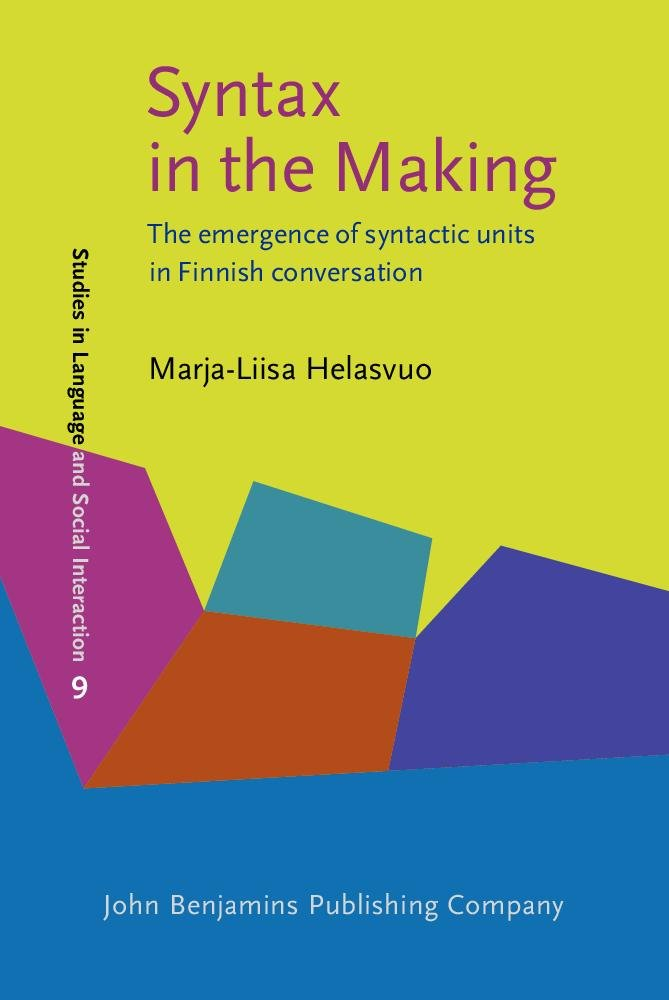 Syntax
in the Making
The emergence of syntactic units
in Finnish conversation
Marja-Liisa Helasvuo
Studies in Language and Social Interaction 9
John Benjamins Publishing Company